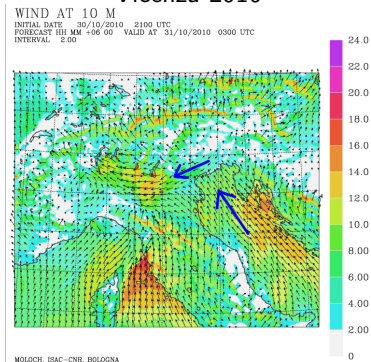 Vicenza 2010
WIND AT 10 M
INITIAL DATE 30/10/2010 2100 UTC
FORECAST HH MM +06 00 VALID AT 31/10/2010 0300 UTC
INTERVAL 2.00
24.0
22.0
20.0
18.0
16.0
14.0
12.0
10.0
8.00
6.00
4.00
2.00
0
MOLOCH, ISAC-CNR, BOLOGNA